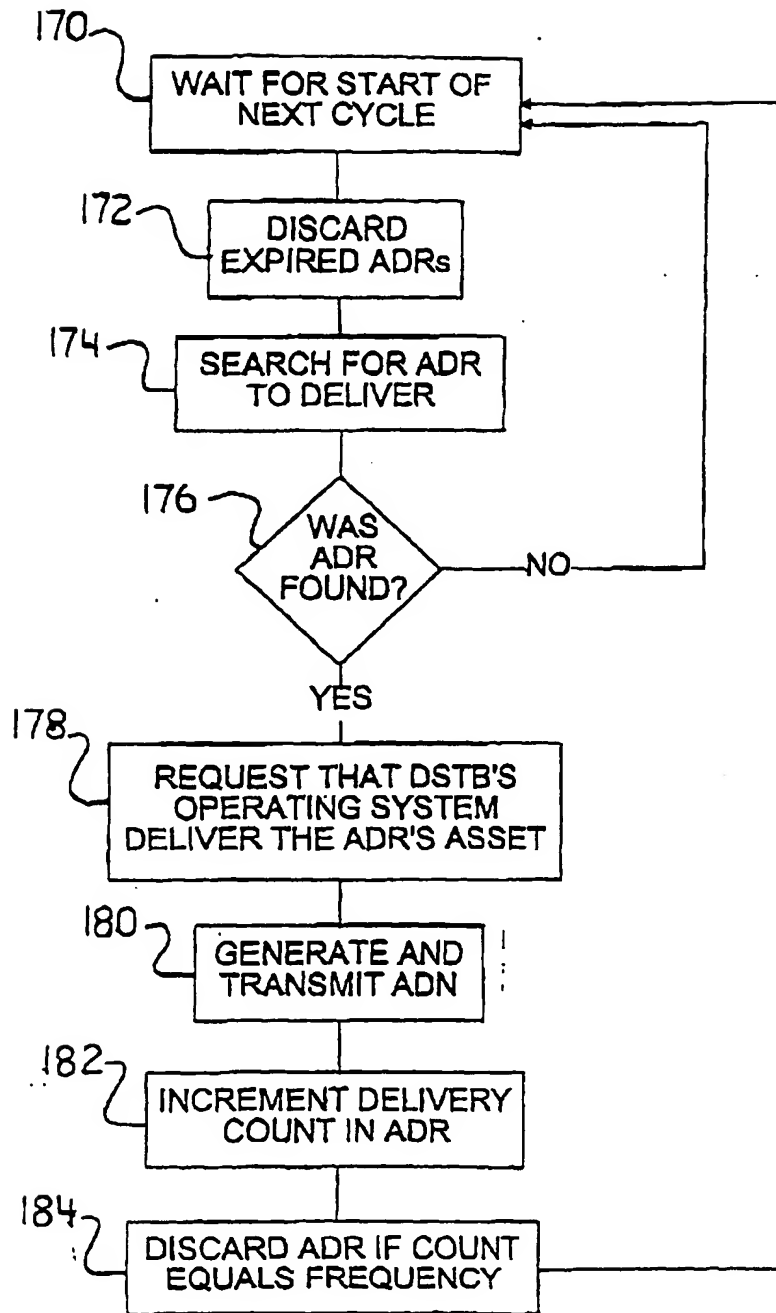 170
WAIT FOR START OF
NEXT CYCLE
172
DISCARD
EXPIRED ADRs
174
SEARCH FOR ADR
TO DELIVER
176
WAS
ADR
FOUND?
NO
YES
178
REQUEST THAT DSTB'S
OPERATING SYSTEM
DELIVER THE ADR'S ASSET
180
GENERATE AND
TRANSMIT ADN
182
INCREMENT DELIVERY
COUNT IN ADR
184
DISCARD ADR IF COUNT
EQUALS FREQUENCY